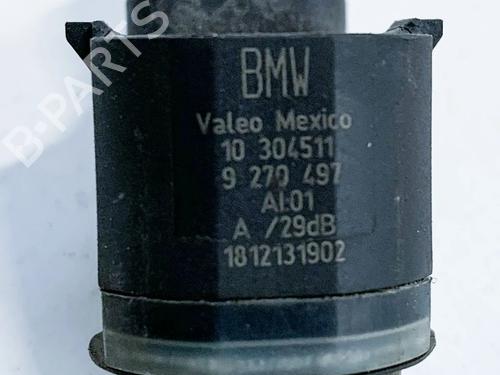 B-PARTS
BMW
Valeo Mexico
10 304511
9 270 497
AI:01
A /29dB
1812131902